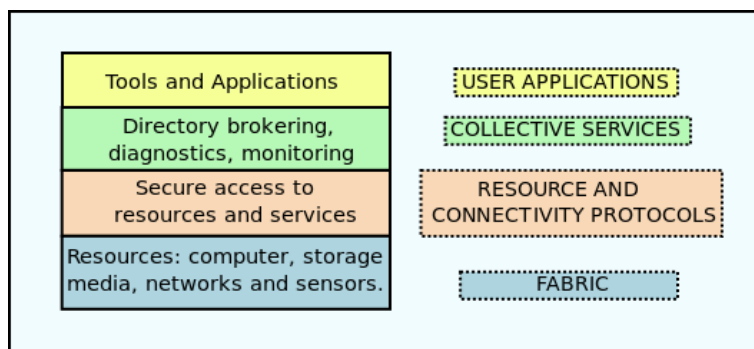 Tools and Applications
USER APPLICATIONS
Directory brokering,
diagnostics, monitoring
COLLECTIVE SERVICES
Secure access to
resources and services
RESOURCE AND
CONNECTIVITY PROTOCOLS
Resources: computer, storage
media, networks and sensors.
FABRIC